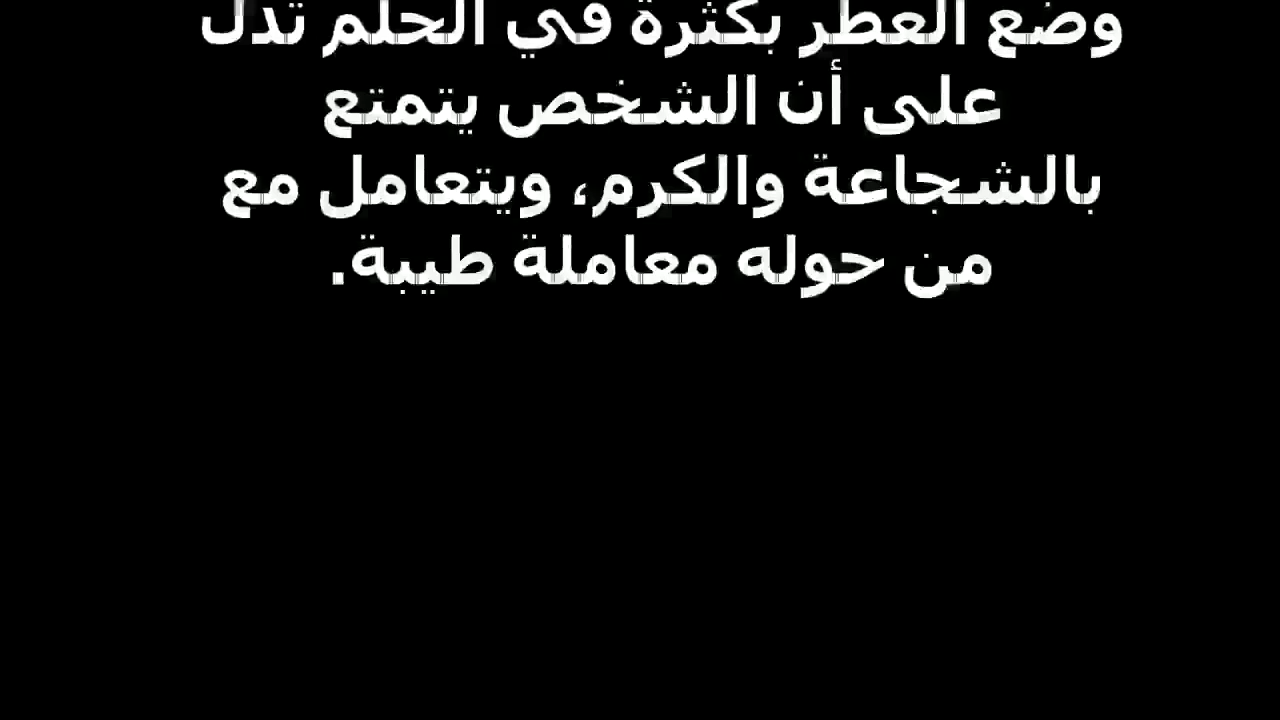 وضع العطر بكثرة في الحلم تدل
على أن الشخص يتمتع
بالشجاعة والكرم، ويتعامل مع
من حوله معاملة طيبة.